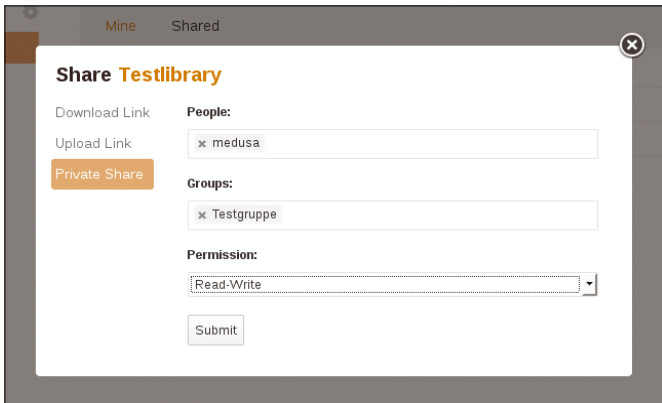 Mine Shared
Share Testlibrary
Download Link
Upload Link
Private Share
People:
× medusa
Groups:
× Testgruppe
Permission:
Read-Write
Submit